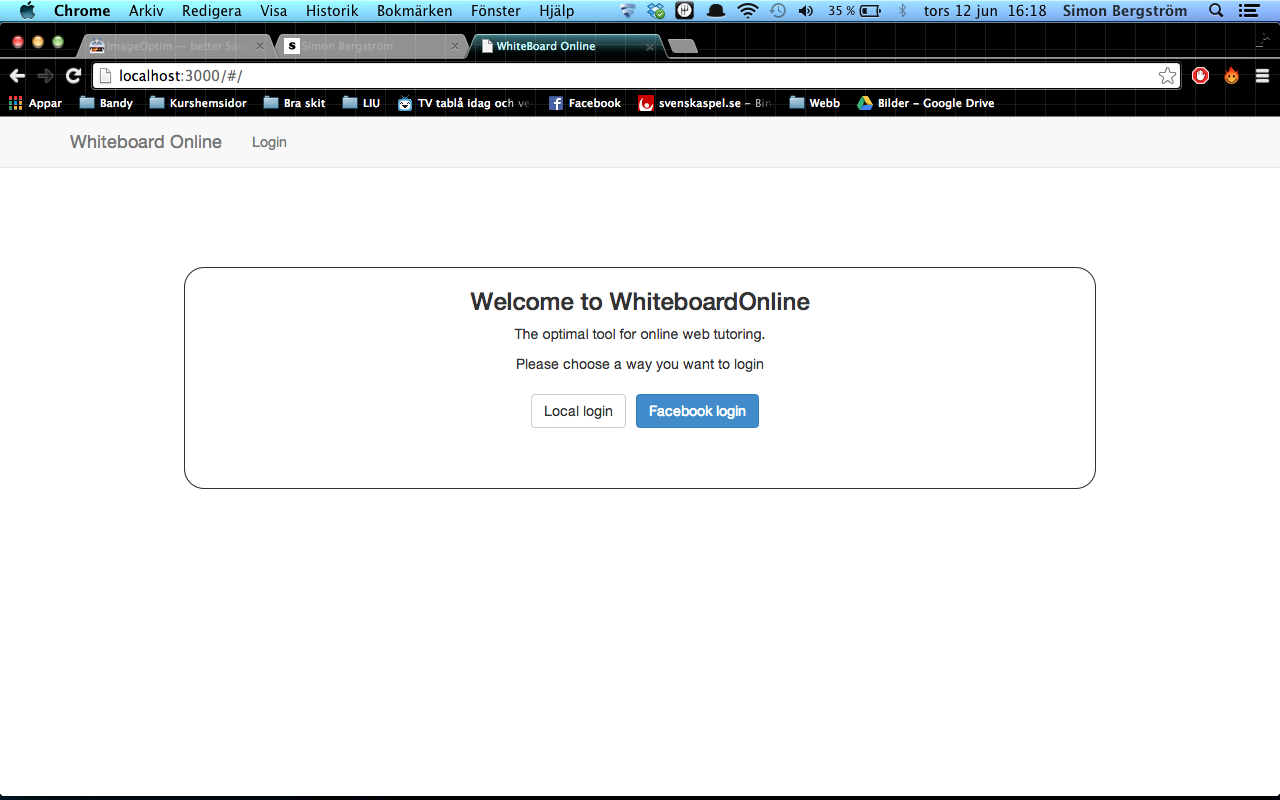 Chrome Arkiv Redigera Visa Historik Bokmärken Fönster Hjälp 35 % tors 12 jun 16:18 Simon Bergström
ImageOptim — better Sav S Simon Bergström WhiteBoard Online
localhost:3000/#/
Appar Bandy Kurshemsidor Bra skit LIU TV tablå idag och ve Facebook svenskaspel.se – Bin Webb Bilder – Google Drive
Whiteboard Online Login
Welcome to WhiteboardOnline
The optimal tool for online web tutoring.
Please choose a way you want to login
Local login Facebook login